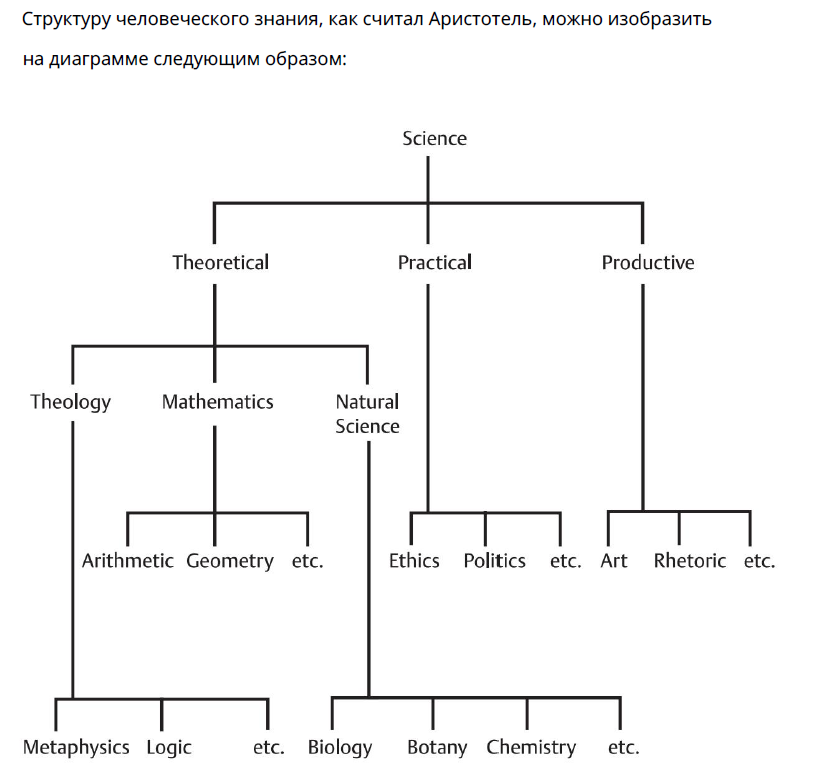 Структуру человеческого знания, как считал Аристотель, можно изобразить
на диаграмме следующим образом:
Science
Theoretical Practical Productive
Theology Mathematics Natural
Science
Arithmetic Geometry etc. Ethics Politics etc. Art Rhetoric etc.
Metaphysics Logic etc. Biology Botany Chemistry etc.